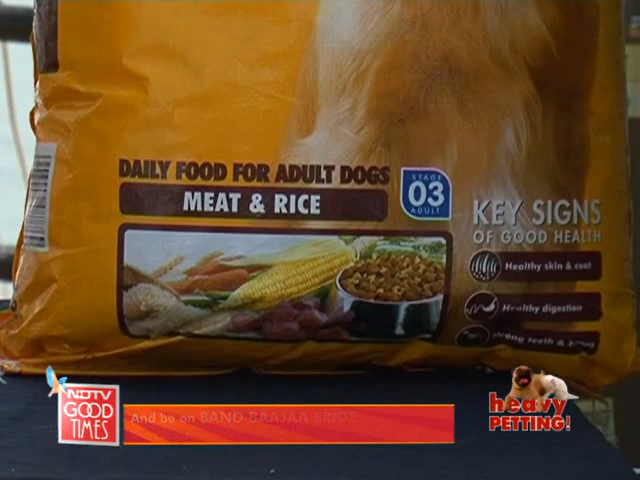 DAILY FOOD FOR ADULT DOGS
MEAT & RICE
STAGE
03
ADULT
KEY SIGNS
OF GOOD HEALTH
Healthy skin & coat
Healthy digestion
strong teeth &
NDTV
GOOD
TIMES
And be on BAND BAAJAA BRIDE
heavy
PETTING!